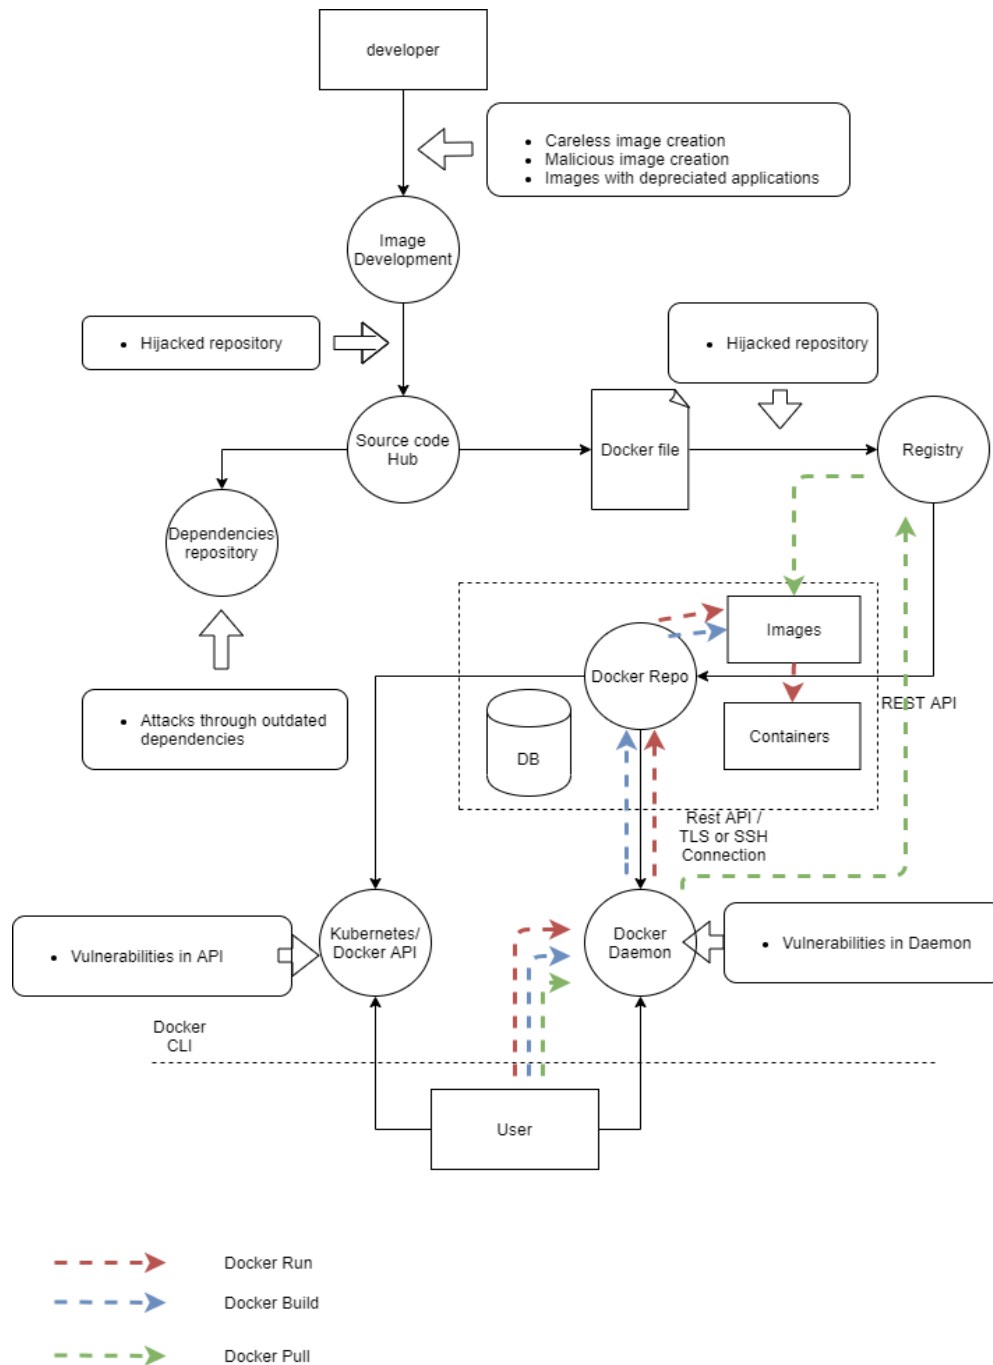 developer
• Careless image creation
• Malicious image creation
• Images with depreciated applications
Image
Development
• Hijacked repository
• Hijacked repository
Source code
Hub
Docker file
Registry
Dependencies
repository
Images
Docker Repo
REST API
• Attacks through outdated
dependencies
Containers
DB
Rest API /
TLS or SSH
Connection
Kubernetes/
Docker API
Docker
Daemon
• Vulnerabilities in API
• Vulnerabilities in Daemon
Docker
CLI
User
Docker Run
Docker Build
Docker Pull